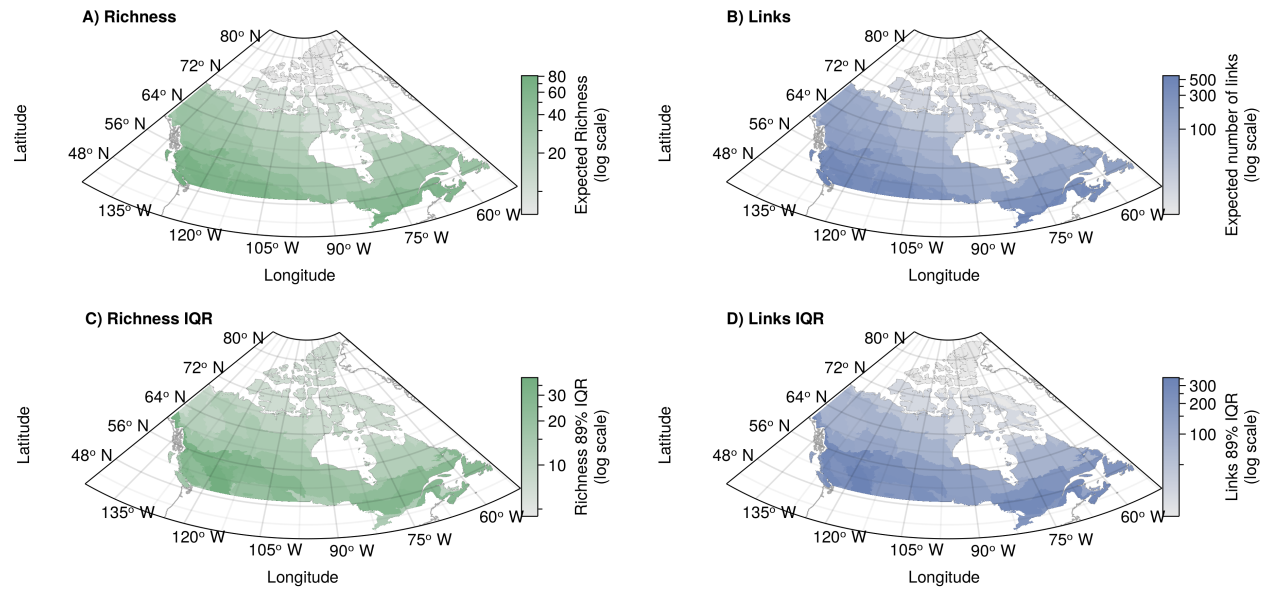 A) Richness
80° N
72° N
64° N
56° N
48° N
135° W
120° W
105° W
90° W
75° W
60° W
Latitude
Longitude
80
60
40
20
Expected Richness
(log scale)
B) Links
80° N
72° N
64° N
56° N
48° N
135° W
120° W
105° W
90° W
75° W
60° W
Latitude
Longitude
500
300
100
Expected number of links
(log scale)
C) Richness IQR
80° N
72° N
64° N
56° N
48° N
135° W
120° W
105° W
90° W
75° W
60° W
Latitude
Longitude
30
20
10
Richness 89% IQR
(log scale)
D) Links IQR
80° N
72° N
64° N
56° N
48° N
135° W
120° W
105° W
90° W
75° W
60° W
Latitude
Longitude
300
200
100
Links 89% IQR
(log scale)